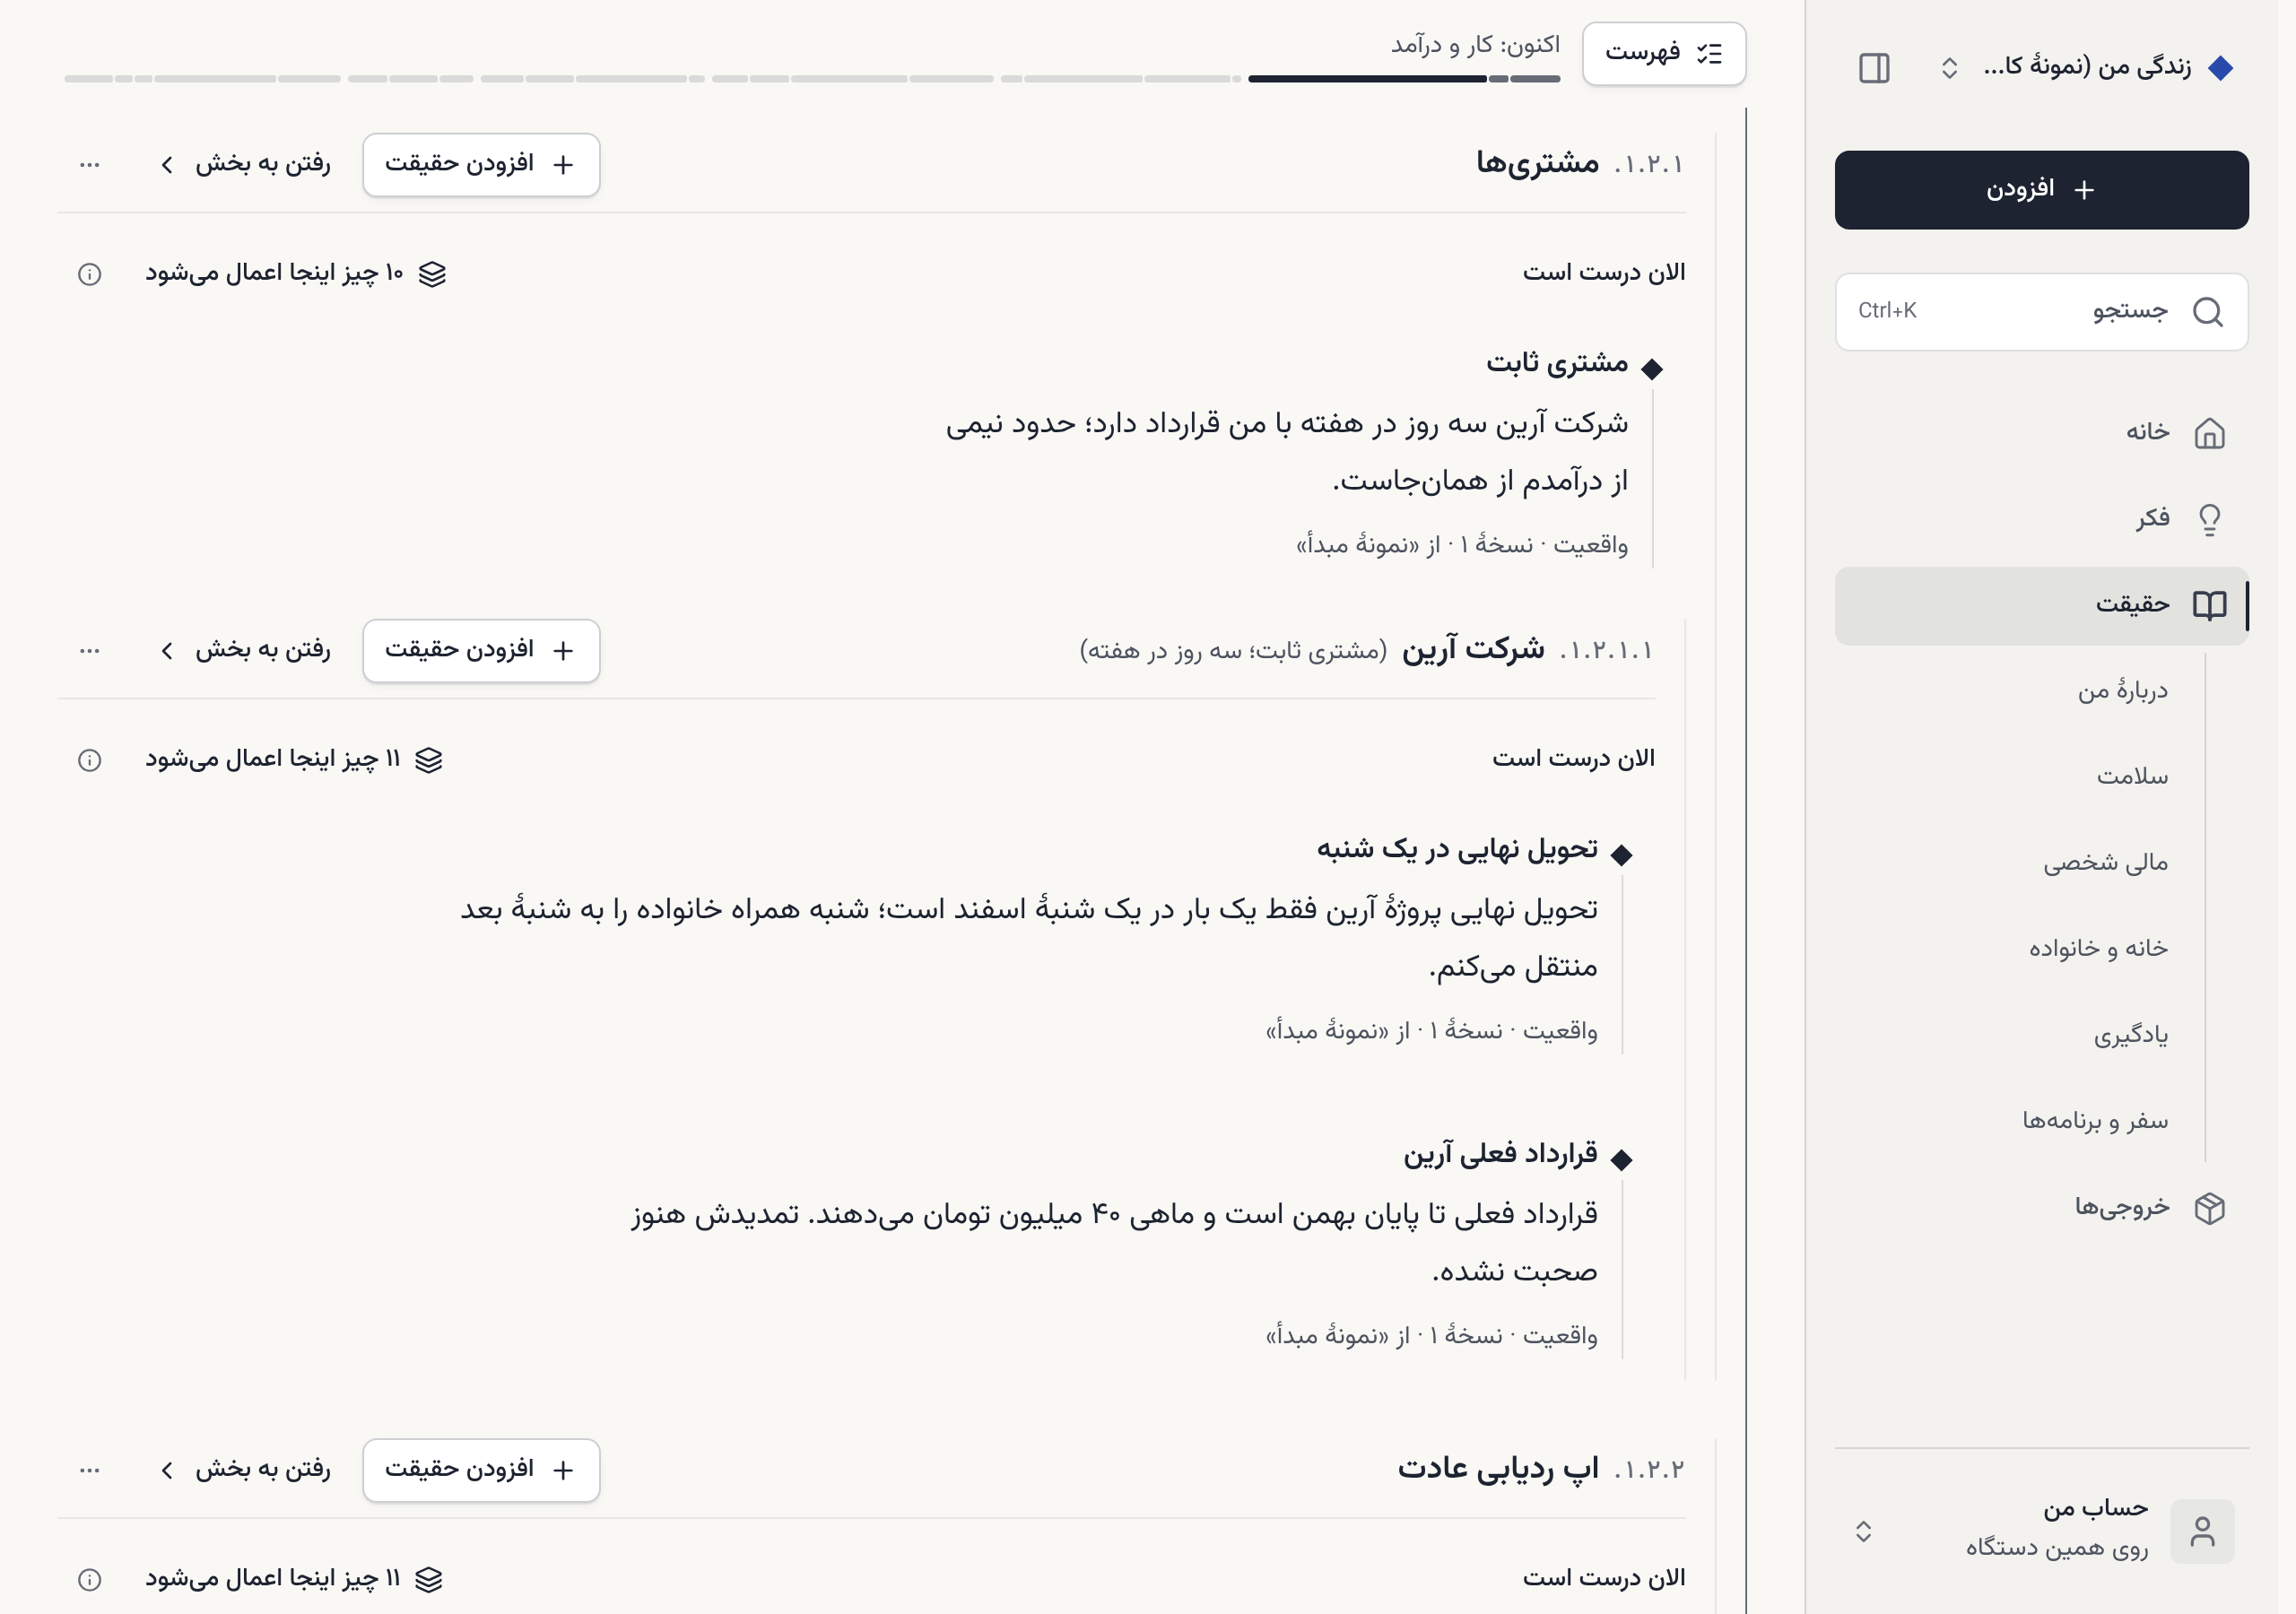 زندگی من (نمونهٔ کا...
افزودن
جستجو
Ctrl+K
خانه
فکر
حقیقت
دربارهٔ من
سلامت
مالی شخصی
خانه و خانواده
یادگیری
سفر و برنامه‌ها
خروجی‌ها
حساب من
روی همین دستگاه
فهرست
اکنون: کار و درآمد
۱.۲.۱. مشتری‌ها
افزودن حقیقت
رفتن به بخش
الان درست است
۱۰ چیز اینجا اعمال می‌شود
مشتری ثابت
شرکت آرین سه روز در هفته با من قرارداد دارد؛ حدود نیمی
از درآمدم از همان‌جاست.
واقعیت · نسخهٔ ۱ · از «نمونهٔ مبدأ»
۱.۲.۱.۱. شرکت آرین (مشتری ثابت؛ سه روز در هفته)
افزودن حقیقت
رفتن به بخش
الان درست است
۱۱ چیز اینجا اعمال می‌شود
تحویل نهایی در یک شنبه
تحویل نهایی پروژهٔ آرین فقط یک بار در یک شنبهٔ اسفند است؛ شنبه همراه خانواده را به شنبهٔ بعد
منتقل می‌کنم.
واقعیت · نسخهٔ ۱ · از «نمونهٔ مبدأ»
قرارداد فعلی آرین
قرارداد فعلی تا پایان بهمن است و ماهی ۴۰ میلیون تومان می‌دهند. تمدیدش هنوز
صحبت نشده.
واقعیت · نسخهٔ ۱ · از «نمونهٔ مبدأ»
۱.۲.۲. اپ ردیابی عادت
افزودن حقیقت
رفتن به بخش
الان درست است
۱۱ چیز اینجا اعمال می‌شود